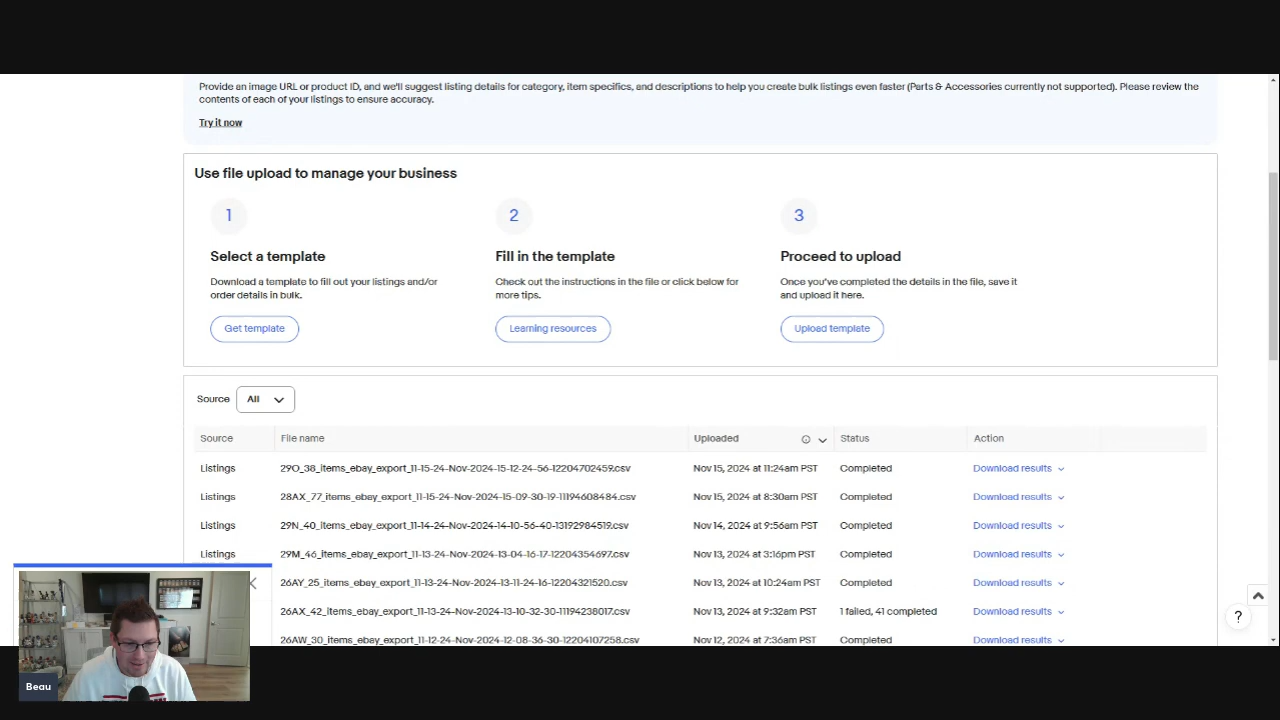 Provide an image URL or product ID, and we'll suggest listing details for category, item specifics, and descriptions to help you create bulk listings even faster (Parts & Accessories currently not supported). Please review the
contents of each of your listings to ensure accuracy.
Try it now
Use file upload to manage your business
1
2
3
Select a template
Fill in the template
Proceed to upload
Download a template to fill out your listings and/or
order details in bulk.
Check out the instructions in the file or click below for
more tips.
Once you've completed the details in the file, save it
and upload it here.
Get template
Learning resources
Upload template
Source All
Source File name Uploaded Status Action
Listings 29O_38_items_ebay_export_11-15-24-Nov-2024-15-12-24-56-12204702459.csv Nov 15, 2024 at 11:24am PST Completed Download results
Listings 28AX_77_items_ebay_export_11-15-24-Nov-2024-15-09-30-19-11194608484.csv Nov 15, 2024 at 8:30am PST Completed Download results
Listings 29N_40_items_ebay_export_11-14-24-Nov-2024-14-10-56-40-13192984519.csv Nov 14, 2024 at 9:56am PST Completed Download results
Listings 29M_46_items_ebay_export_11-13-24-Nov-2024-13-04-16-17-12204354697.csv Nov 13, 2024 at 3:16pm PST Completed Download results
26AY_25_items_ebay_export_11-13-24-Nov-2024-13-11-24-16-12204321520.csv Nov 13, 2024 at 10:24am PST Completed Download results
26AX_42_items_ebay_export_11-13-24-Nov-2024-13-10-32-30-11194238017.csv Nov 13, 2024 at 9:32am PST 1 failed, 41 completed Download results
26AW_30_items_ebay_export_11-12-24-Nov-2024-12-08-36-30-12204107258.csv Nov 12, 2024 at 7:36am PST Completed Download results
?
Beau